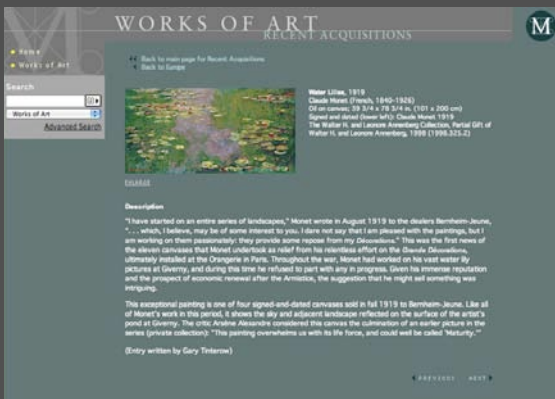 WORKS OF ART
RECENT ACQUISITIONS
M
Home
Works of Art
Search
Works of Art
Advanced Search
Back to main page for Recent Acquisitions
Back to Europe
Water Lilies, 1919
Claude Monet (French, 1840-1926)
Oil on canvas; 39 3/4 x 78 3/4 in. (101 x 200 cm)
Signed and dated (lower left): Claude Monet 1919
The Walter H. and Leonore Annenberg Collection, Partial Gift of
Walter H. and Leonore Annenberg, 1998 (1998.325.2)
ENLARGE
Description
"I have started on an entire series of landscapes," Monet wrote in August 1919 to the dealers Bernheim-Jeune,
". . . which, I believe, may be of some interest to you. I dare not say that I am pleased with the paintings, but I
am working on them passionately: they provide some repose from my Décorations." This was the first news of
the eleven canvases that Monet undertook as relief from his relentless effort on the Grande Décorations,
ultimately installed at the Orangerie in Paris. Throughout the war, Monet had worked on his vast water lily
pictures at Giverny, and during this time he refused to part with any in progress. Given his immense reputation
and the prospect of economic renewal after the Armistice, the suggestion that he might sell something was
intriguing.
This exceptional painting is one of four signed-and-dated canvases sold in fall 1919 to Bernheim-Jeune. Like all
of Monet's work in this period, it shows the sky and adjacent landscape reflected on the surface of the artist's
pond at Giverny. The critic Arsène Alexandre considered this canvas the culmination of an earlier picture in the
series (private collection): "This painting overwhelms us with its life force, and could well be called 'Maturity.'"
(Entry written by Gary Tinterow)
PREVIOUS NEXT